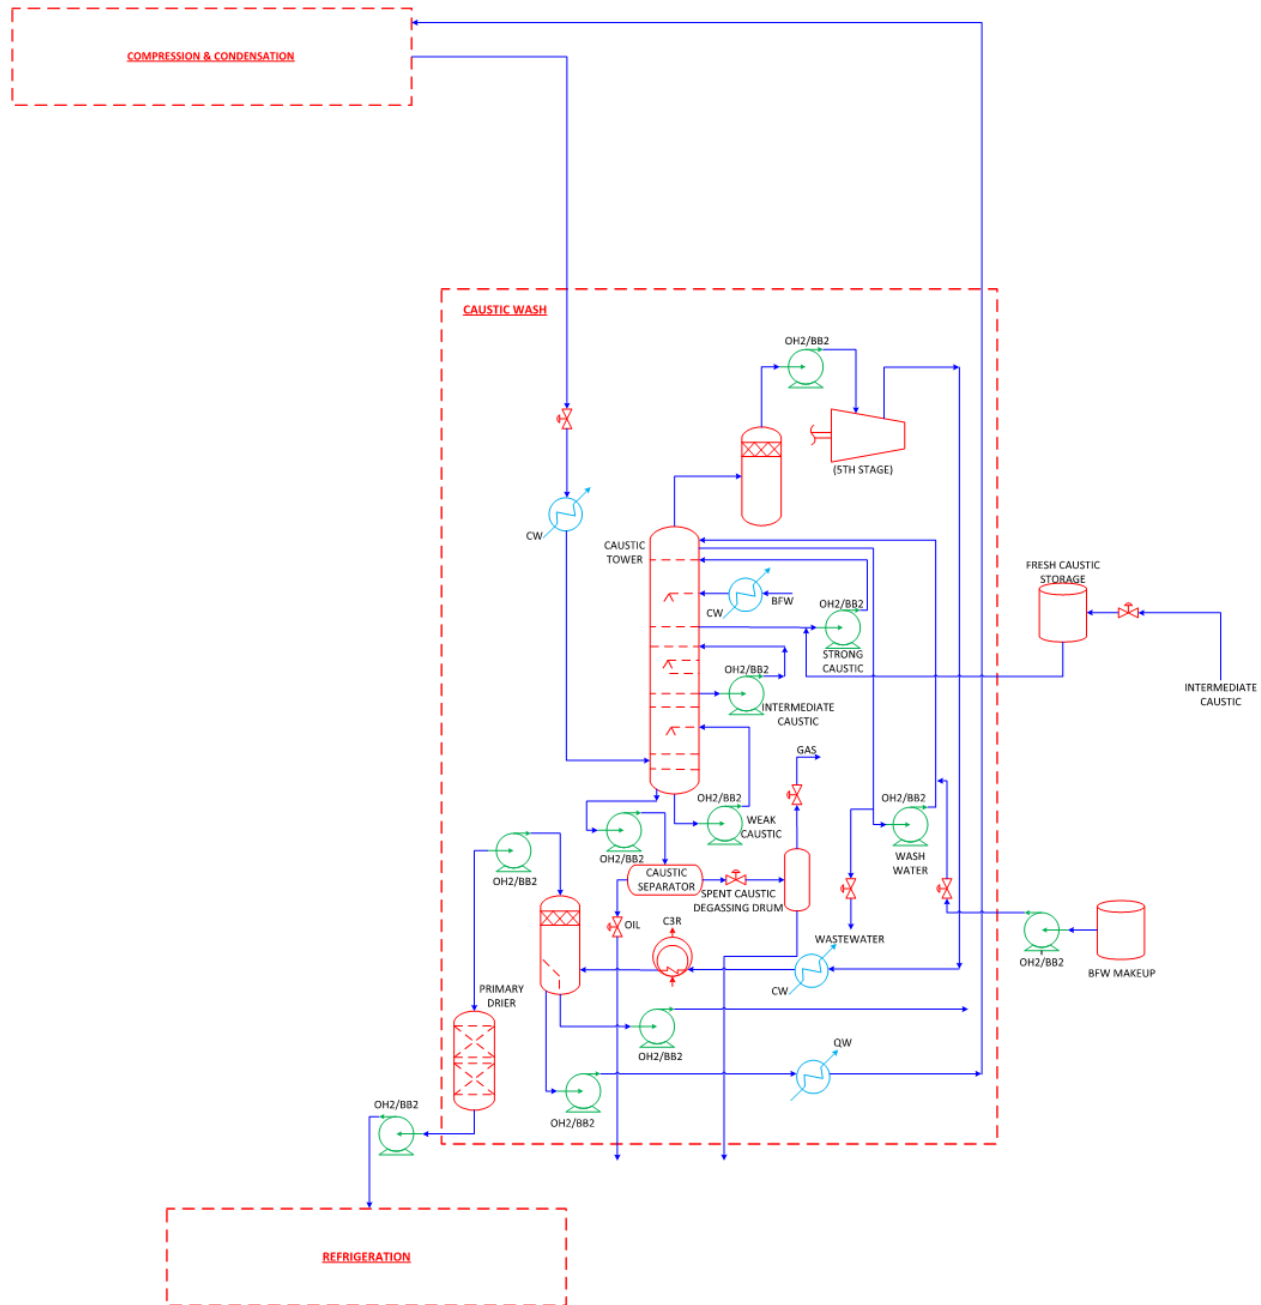 COMPRESSION & CONDENSATION
CAUSTIC WASH
OH2/BB2
(5TH STAGE)
CW
CAUSTIC
TOWER
CW
BFW
OH2/BB2
STRONG
CAUSTIC
FRESH CAUSTIC
STORAGE
INTERMEDIATE
CAUSTIC
OH2/BB2
INTERMEDIATE
CAUSTIC
GAS
OH2/BB2
WEAK
CAUSTIC
OH2/BB2
OH2/BB2
WASH
WATER
OH2/BB2
CAUSTIC
SEPARATOR
SPENT CAUSTIC
DEGASSING DRUM
OIL
C3R
WASTEWATER
CW
OH2/BB2
BFW MAKEUP
PRIMARY
DRIER
OH2/BB2
QW
OH2/BB2
OH2/BB2
REFRIGERATION